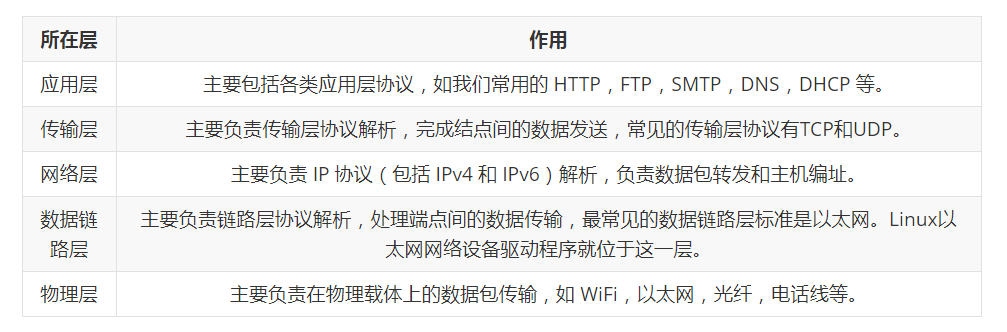 所在层 作用
应用层 主要包括各类应用层协议，如我们常用的 HTTP，FTP，SMTP，DNS，DHCP 等。
传输层 主要负责传输层协议解析，完成结点间的数据发送，常见的传输层协议有TCP和UDP。
网络层 主要负责 IP 协议（包括 IPv4 和 IPv6）解析，负责数据包转发和主机编址。
数据链
路层
主要负责链路层协议解析，处理端点间的数据传输，最常见的数据链路层标准是以太网。Linux以
太网网络设备驱动程序就位于这一层。
物理层 主要负责在物理载体上的数据包传输，如 WiFi，以太网，光纤，电话线等。